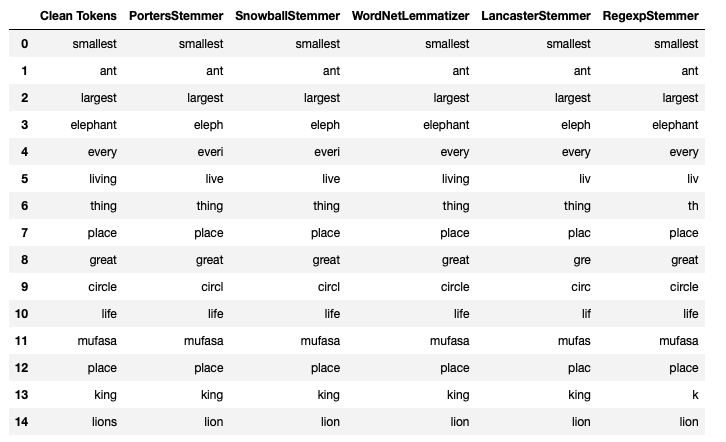 Clean Tokens PortersStemmer SnowballStemmer WordNetLemmatizer LancasterStemmer RegexpStemmer
0 smallest smallest smallest smallest smallest smallest
1 ant ant ant ant ant ant
2 largest largest largest largest largest largest
3 elephant eleph eleph elephant eleph elephant
4 every everi everi every every every
5 living live live living liv liv
6 thing thing thing thing thing th
7 place place place place plac place
8 great great great great gre great
9 circle circl circl circle circ circle
10 life life life life lif life
11 mufasa mufasa mufasa mufasa mufas mufasa
12 place place place place plac place
13 king king king king king k
14 lions lion lion lion lion lion